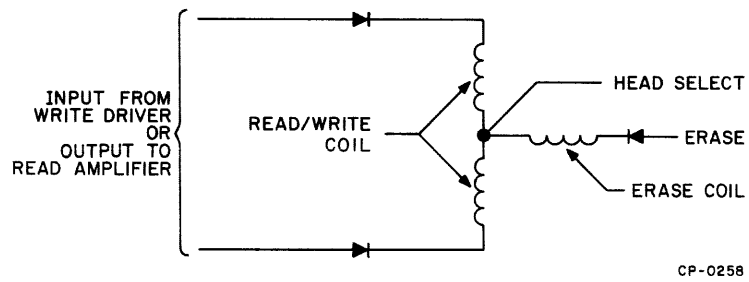 INPUT FROM
WRITE DRIVER
OR
OUTPUT TO
READ AMPLIFIER
READ/WRITE
COIL
HEAD SELECT
ERASE
ERASE COIL
CP-0258